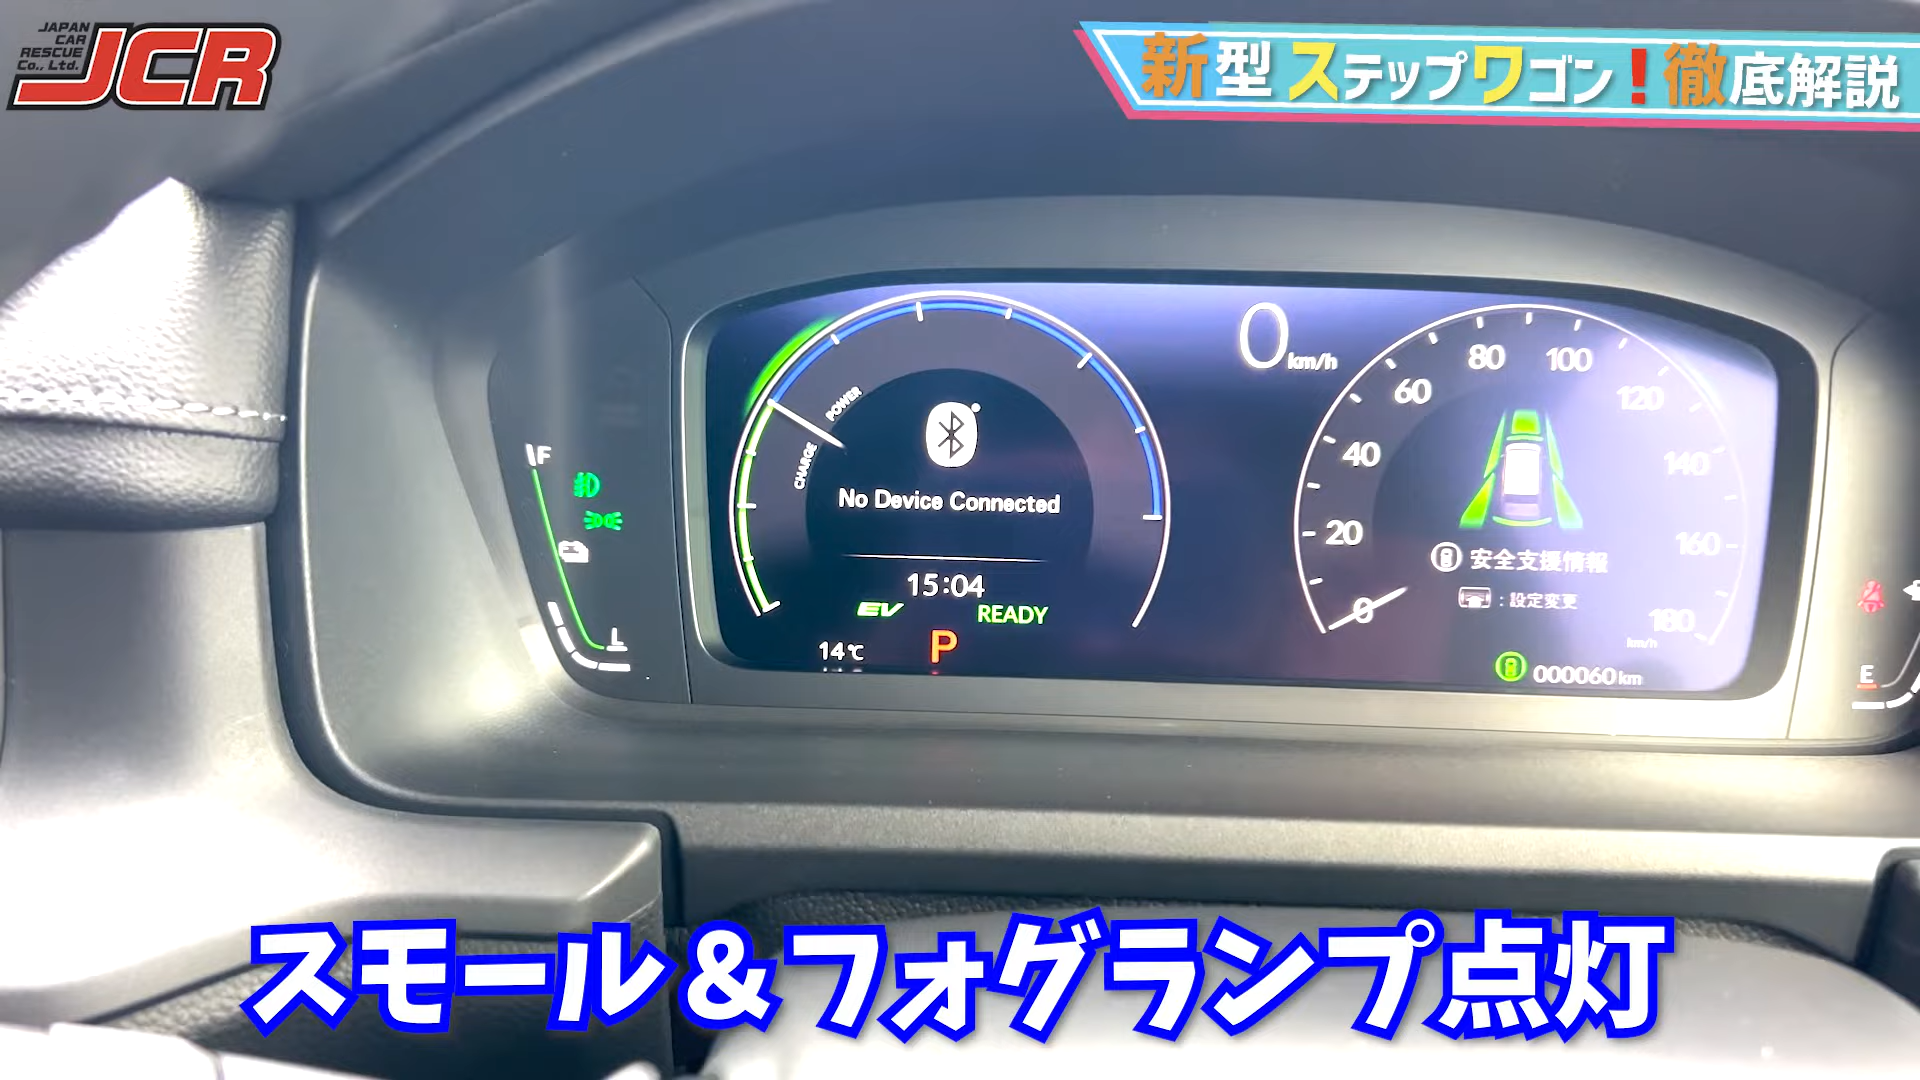 JAPAN
CAR
RESCUE
Co., Ltd.
JCR
新型ステップワゴン！徹底解説
F
L
POWER
CHARGE
No Device Connected
15:04
EV
READY
14℃
P
0km/h
0
20
40
60
80
100
120
140
160
180
km/h
安全支援情報
：設定変更
000060km
E
スモール＆フォグランプ点灯